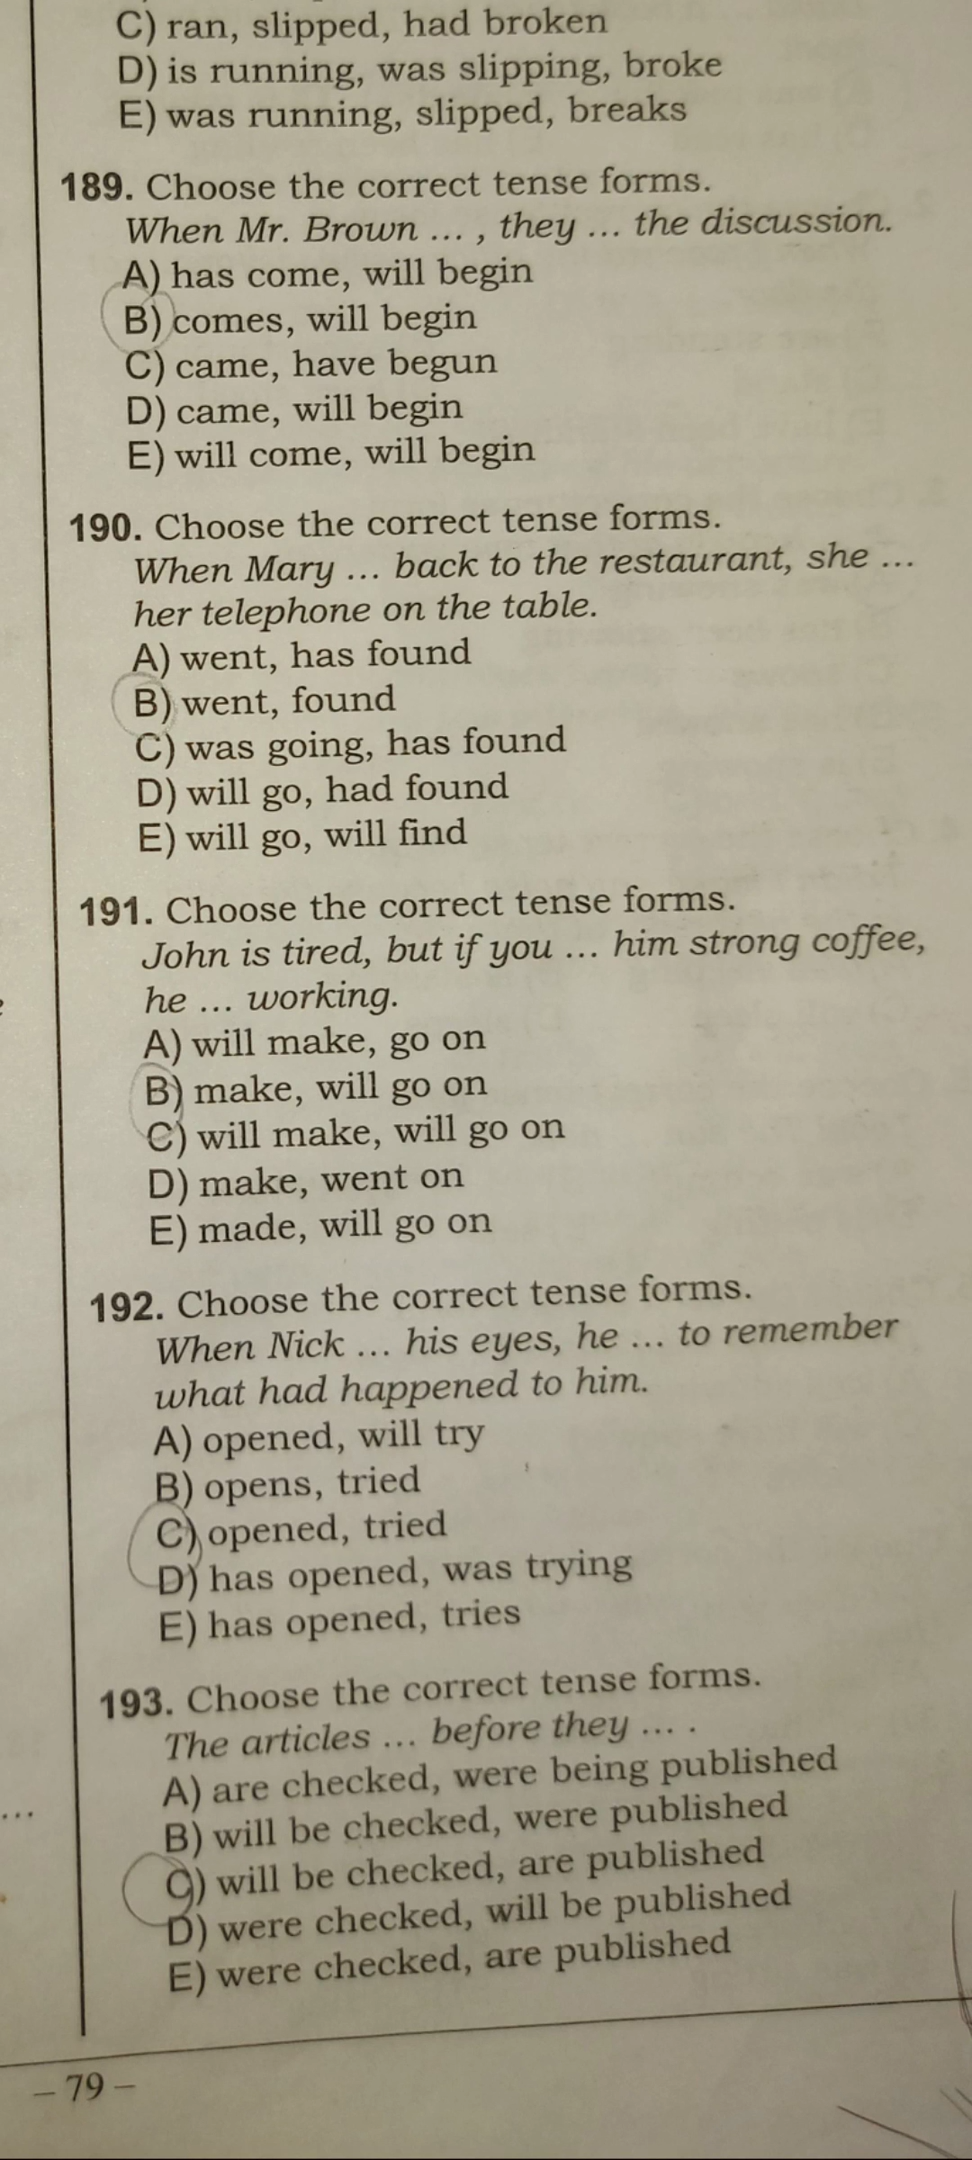 C) ran, slipped, had broken
D) is running, was slipping, broke
E) was running, slipped, breaks
189. Choose the correct tense forms.
When Mr. Brown ... , they ... the discussion.
A) has come, will begin
B) comes, will begin
C) came, have begun
D) came, will begin
E) will come, will begin
190. Choose the correct tense forms.
When Mary ... back to the restaurant, she ...
her telephone on the table.
A) went, has found
B) went, found
C) was going, has found
D) will go, had found
E) will go, will find
191. Choose the correct tense forms.
John is tired, but if you ... him strong coffee,
he ... working.
A) will make, go on
B) make, will go on
C) will make, will go on
D) make, went on
E) made, will go on
192. Choose the correct tense forms.
When Nick ... his eyes, he ... to remember
what had happened to him.
A) opened, will try
B) opens, tried
C) opened, tried
D) has opened, was trying
E) has opened, tries
193. Choose the correct tense forms.
The articles ... before they ... .
A) are checked, were being published
B) will be checked, were published
C) will be checked, are published
D) were checked, will be published
E) were checked, are published
...
– 79 –